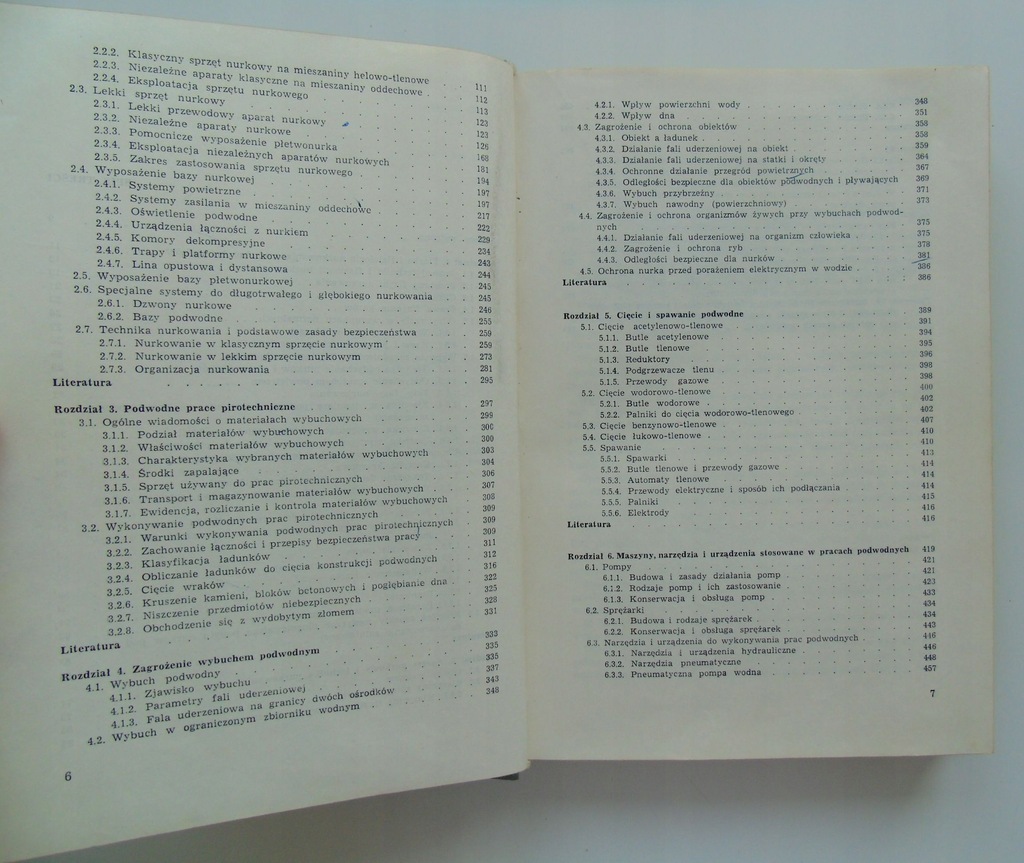 2.2.2. Klasyczny sprzęt nurkowy na mieszaniny helowo-tlenowe . . 111
2.2.3. Niezależne aparaty klasyczne na mieszaniny oddechowe . . 112
2.2.4. Eksploatacja sprzętu nurkowego . . . 113
2.3. Lekki sprzęt nurkowy . . . 123
2.3.1. Lekki przewodowy aparat nurkowy . . . 123
2.3.2. Niezależne aparaty nurkowe . . . 126
2.3.3. Pomocnicze wyposażenie płetwonurka . . . 168
2.3.4. Eksploatacja niezależnych aparatów nurkowych . . . 181
2.3.5. Zakres zastosowania sprzętu nurkowego . . . 194
2.4. Wyposażenie bazy nurkowej . . . 197
2.4.1. Systemy powietrzne . . . 197
2.4.2. Systemy zasilania w mieszaniny oddechowe . . . 217
2.4.3. Oświetlenie podwodne . . . 222
2.4.4. Urządzenia łączności z nurkiem . . . 229
2.4.5. Komory dekompresyjne . . . 234
2.4.6. Trapy i platformy nurkowe . . . 243
2.4.7. Lina opustowa i dystansowa . . . 244
2.5. Wyposażenie bazy płetwonurkowej . . . 245
2.6. Specjalne systemy do długotrwałego i głębokiego nurkowania . . 245
2.6.1. Dzwony nurkowe . . . 246
2.6.2. Bazy podwodne . . . 255
2.7. Technika nurkowania i podstawowe zasady bezpieczeństwa . . . 259
2.7.1. Nurkowanie w klasycznym sprzęcie nurkowym . . . 259
2.7.2. Nurkowanie w lekkim sprzęcie nurkowym . . . 273
2.7.3. Organizacja nurkowania . . . 281
Literatura . . . 295
Rozdział 3. Podwodne prace pirotechniczne . . . 297
3.1. Ogólne wiadomości o materiałach wybuchowych . . . 299
3.1.1. Podział materiałów wybuchowych . . . 300
3.1.2. Właściwości materiałów wybuchowych . . . 300
3.1.3. Charakterystyka wybranych materiałów wybuchowych . . . 303
3.1.4. Środki zapalające . . . 304
3.1.5. Sprzęt używany do prac pirotechnicznych . . . 306
3.1.6. Transport i magazynowanie materiałów wybuchowych . . . 307
3.1.7. Ewidencja, rozliczanie i kontrola materiałów wybuchowych . . 308
3.2. Wykonywanie podwodnych prac pirotechnicznych . . . 309
3.2.1. Warunki wykonywania podwodnych prac pirotechnicznych . . 309
3.2.2. Zachowanie łączności i przepisy bezpieczeństwa pracy . . 309
3.2.3. Klasyfikacja ładunków . . . 311
3.2.4. Obliczanie ładunków do cięcia konstrukcji podwodnych . . 312
3.2.5. Cięcie wraków . . . 316
3.2.6. Kruszenie kamieni, bloków betonowych i pogłębianie dna . . 322
3.2.7. Niszczenie przedmiotów niebezpiecznych . . . 325
3.2.8. Obchodzenie się z wydobytym złomem . . . 328
Literatura . . . 331
Rozdział 4. Zagrożenie wybuchem podwodnym . . . 333
4.1. Wybuch podwodny . . . 335
4.1.1. Zjawisko wybuchu . . . 335
4.1.2. Parametry fali uderzeniowej . . . 337
4.1.3. Fala uderzeniowa na granicy dwóch ośrodków . . . 343
4.2. Wybuch w ograniczonym zbiorniku wodnym . . . 348
6
4.2.1. Wpływ powierzchni wody . . . 348
4.2.2. Wpływ dna . . . 351
4.3. Zagrożenie i ochrona obiektów . . . 358
4.3.1. Obiekt a ładunek . . . 358
4.3.2. Działanie fali uderzeniowej na obiekt . . . 359
4.3.3. Działanie fali uderzeniowej na statki i okręty . . . 364
4.3.4. Ochronne działanie przegród powietrznych . . . 367
4.3.5. Odległości bezpieczne dla obiektów podwodnych i pływających 369
4.3.6. Wybuch przybrzeżny . . . 371
4.3.7. Wybuch nawodny (powierzchniowy) . . . 373
4.4. Zagrożenie i ochrona organizmów żywych przy wybuchach podwod-
nych . . . 375
4.4.1. Działanie fali uderzeniowej na organizm człowieka . . . 375
4.4.2. Zagrożenie i ochrona ryb . . . 378
4.4.3. Odległości bezpieczne dla nurków . . . 381
4.5. Ochrona nurka przed porażeniem elektrycznym w wodzie . . . 386
Literatura . . . 386
Rozdział 5. Cięcie i spawanie podwodne . . . 389
5.1. Cięcie acetylenowo-tlenowe . . . 391
5.1.1. Butle acetylenowe . . . 394
5.1.2. Butle tlenowe . . . 395
5.1.3. Reduktory . . . 396
5.1.4. Podgrzewacze tlenu . . . 398
5.1.5. Przewody gazowe . . . 398
5.2. Cięcie wodorowo-tlenowe . . . 400
5.2.1. Butle wodorowe . . . 402
5.2.2. Palniki do cięcia wodorowo-tlenowego . . . 402
5.3. Cięcie benzynowo-tlenowe . . . 407
5.4. Cięcie łukowo-tlenowe . . . 410
5.5. Spawanie . . . 410
5.5.1. Spawarki . . . 413
5.5.2. Butle tlenowe i przewody gazowe . . . 414
5.5.3. Automaty tlenowe . . . 414
5.5.4. Przewody elektryczne i sposób ich podłączania . . . 414
5.5.5. Palniki . . . 415
5.5.6. Elektrody . . . 416
Literatura . . . 416
Rozdział 6. Maszyny, narzędzia i urządzenia stosowane w pracach podwodnych 419
6.1. Pompy . . . 421
6.1.1. Budowa i zasady działania pomp . . . 421
6.1.2. Rodzaje pomp i ich zastosowanie . . . 423
6.1.3. Konserwacja i obsługa pomp . . . 433
6.2. Sprężarki . . . 434
6.2.1. Budowa i rodzaje sprężarek . . . 434
6.2.2. Konserwacja i obsługa sprężarek . . . 443
6.3. Narzędzia i urządzenia do wykonywania prac podwodnych . . . 446
6.3.1. Narzędzia i urządzenia hydrauliczne . . . 446
6.3.2. Narzędzia pneumatyczne . . . 448
6.3.3. Pneumatyczna pompa wodna . . . 457
7